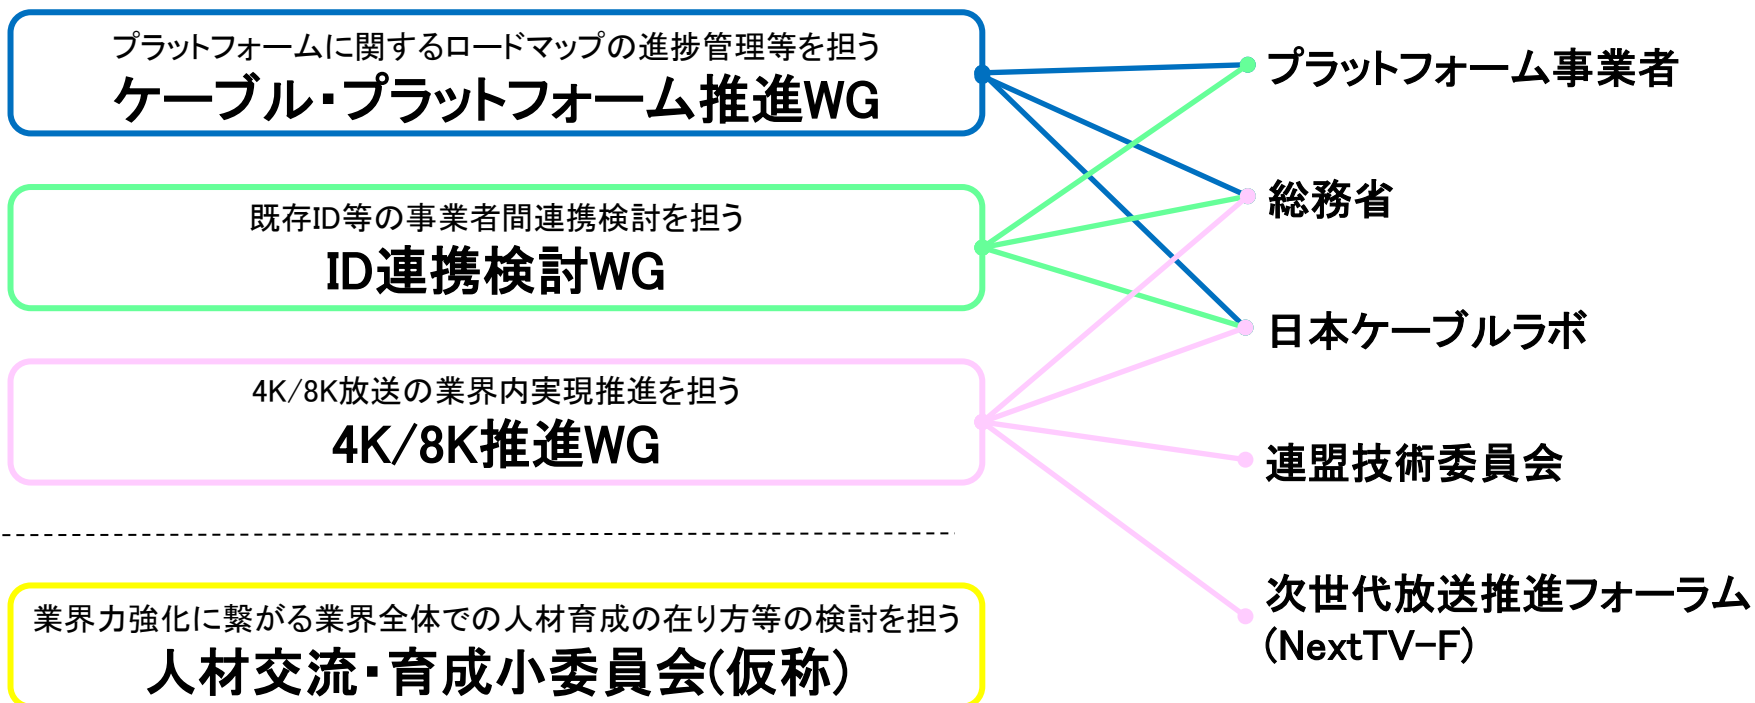 プラットフォームに関するロードマップの進捗管理等を担う
ケーブル・プラットフォーム推進WG
既存ID等の事業者間連携検討を担う
ID連携検討WG
4K/8K放送の業界内実現推進を担う
4K/8K推進WG
業界力強化に繋がる業界全体での人材育成の在り方等の検討を担う
人材交流・育成小委員会(仮称)
プラットフォーム事業者
総務省
日本ケーブルラボ
連盟技術委員会
次世代放送推進フォーラム
(NextTV-F)